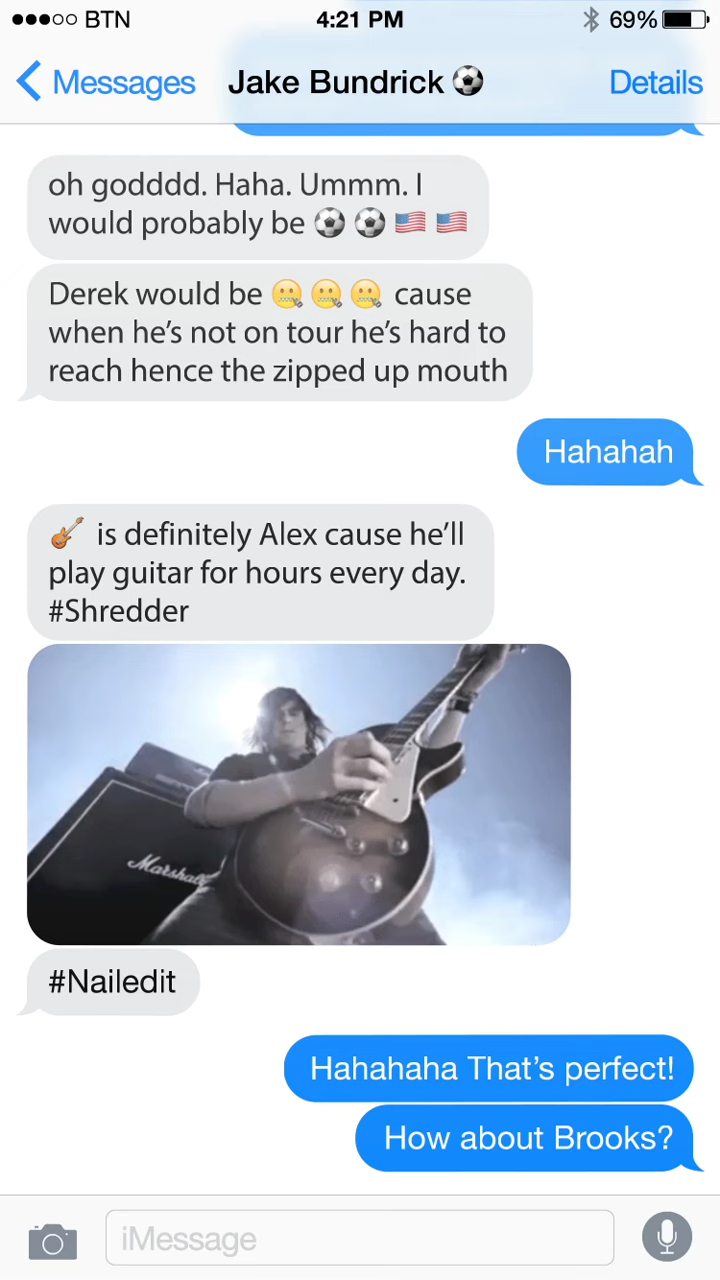 ●●●○○ BTN 4:21 PM 69%
Messages Jake Bundrick ⚽ Details
oh godddd. Haha. Ummm. I
would probably be ⚽ ⚽ 🇺🇸 🇺🇸
Derek would be 🤐 🤐 🤐 cause
when he’s not on tour he’s hard to
reach hence the zipped up mouth
Hahahah
🎸 is definitely Alex cause he’ll
play guitar for hours every day.
#Shredder
Marshall
#Nailedit
Hahahaha That’s perfect!
How about Brooks?
iMessage